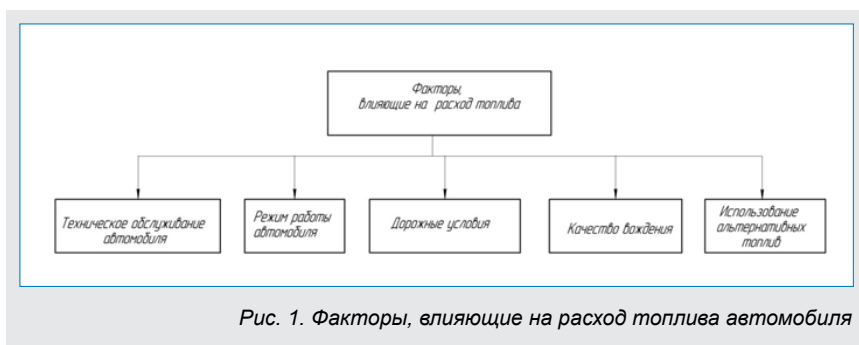 Факторы,
влияющие на расход топлива
Техническое обслуживание
автомобиля
Режим работы
автомобиля
Дорожные условия
Качество вождения
Использование
альтернативных
топлив
Рис. 1. Факторы, влияющие на расход топлива автомобиля